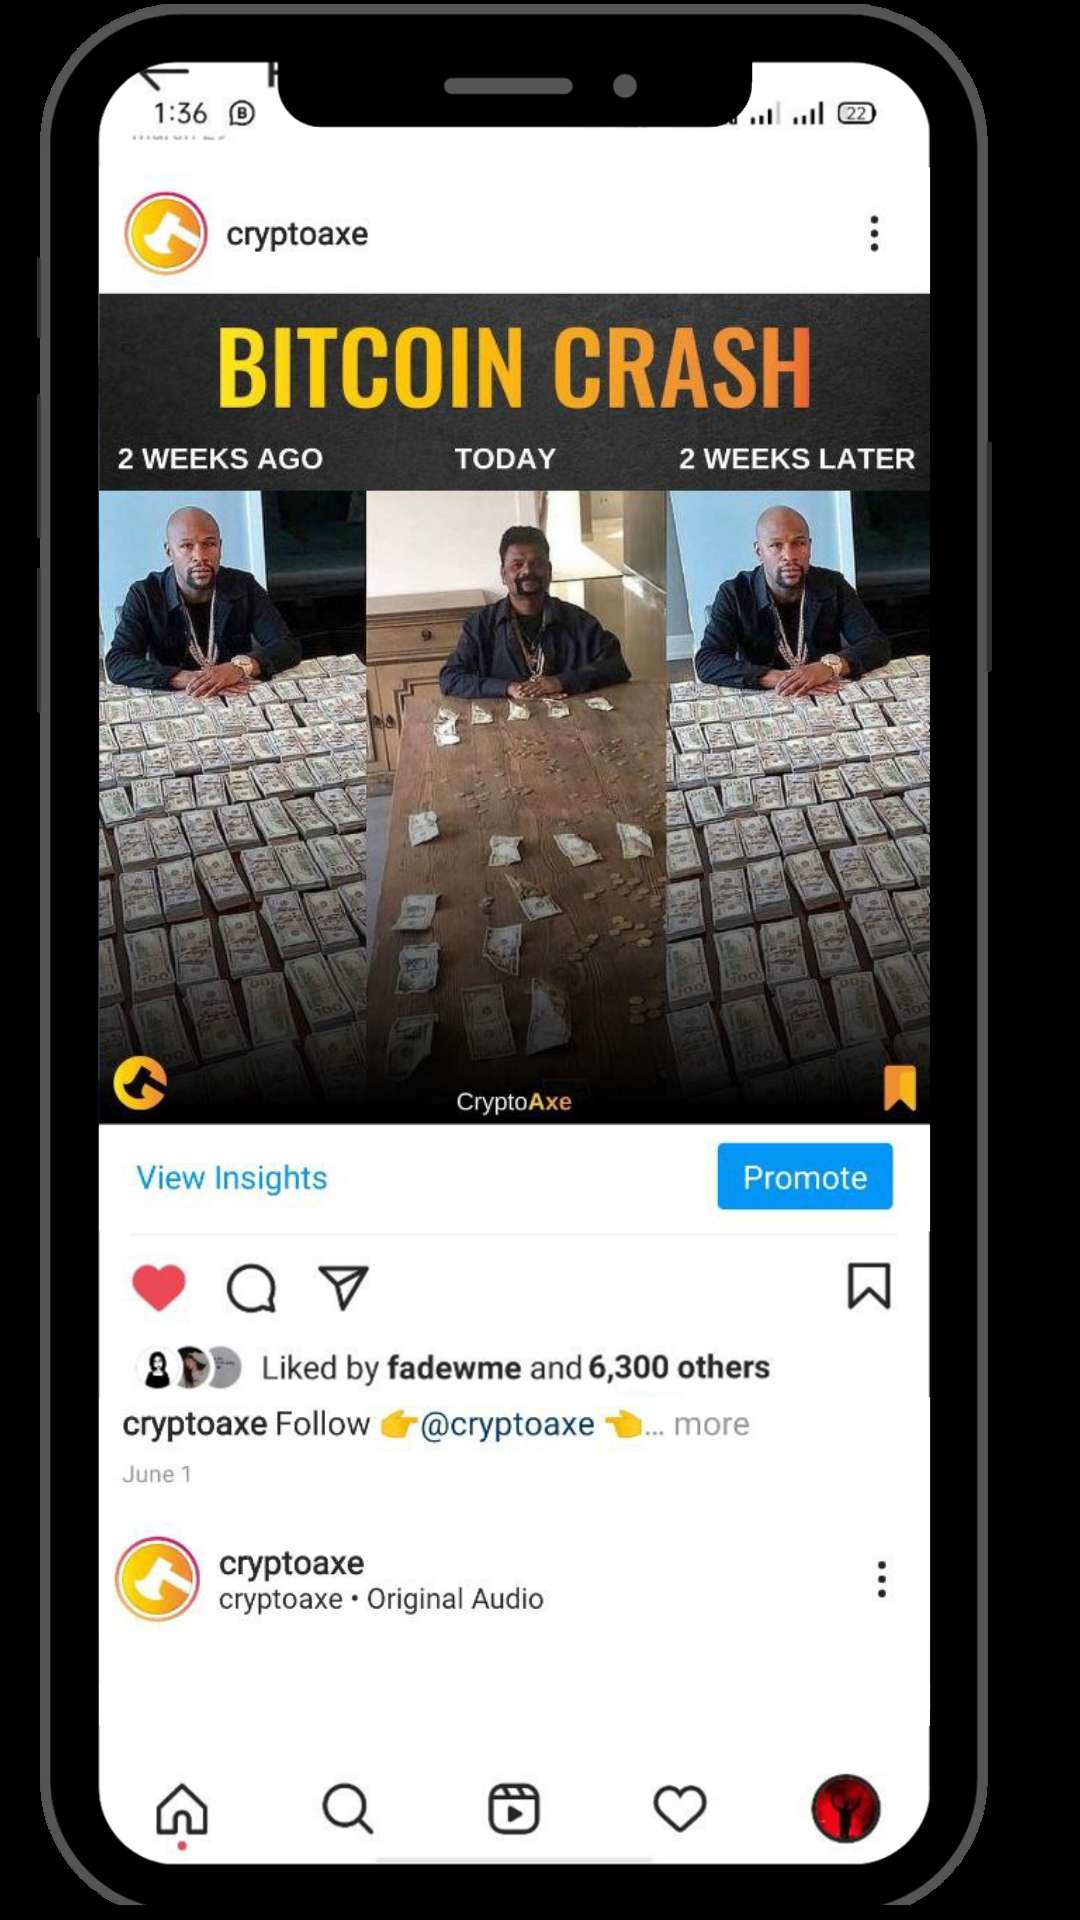 1:36
22
cryptoaxe
BITCOIN CRASH
2 WEEKS AGO TODAY 2 WEEKS LATER
CryptoAxe
View Insights Promote
Liked by fadewme and 6,300 others
cryptoaxe Follow 👉@cryptoaxe 👈... more
June 1
cryptoaxe
cryptoaxe • Original Audio